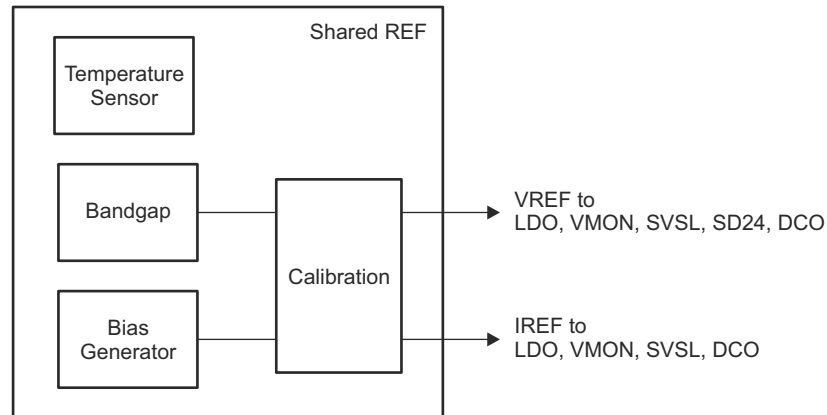 Shared REF
Temperature
Sensor
Bandgap
Bias
Generator
Calibration
VREF to
LDO, VMON, SVSL, SD24, DCO
IREF to
LDO, VMON, SVSL, DCO